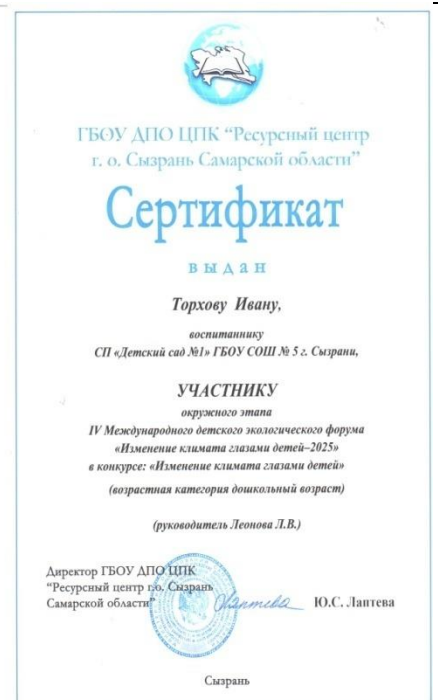 ГБОУ ДПО ЦПК “Ресурсный центр
г. о. Сызрань Самарской области”
Сертификат
выдан
Торхову Ивану,
воспитаннику
СП «Детский сад №1» ГБОУ СОШ № 5 г. Сызрани,
УЧАСТНИКУ
окружного этапа
IV Международного детского экологического форума
«Изменение климата глазами детей–2025»
в конкурсе: «Изменение климата глазами детей»
(возрастная категория дошкольный возраст)
(руководитель Леонова Л.В.)
Директор ГБОУ ДПО ЦПК
“Ресурсный центр г.о. Сызрань
Самарской области”
Лаптева Ю.С. Лаптева
Сызрань